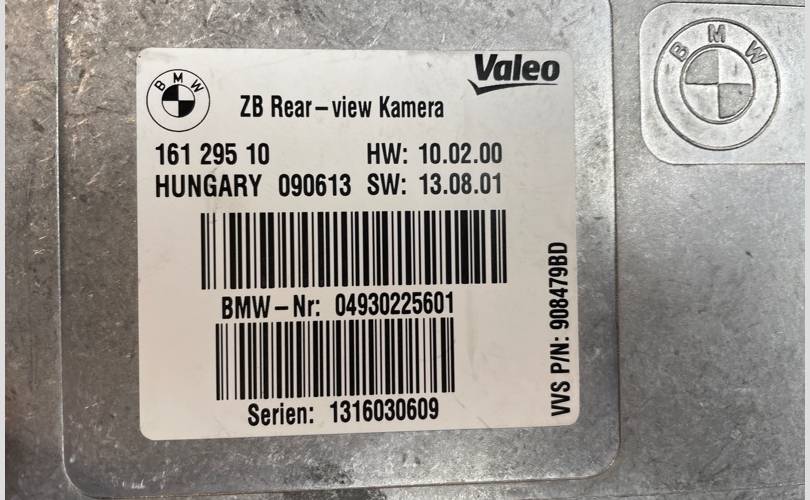 BMW
Valeo
BMW
ZB Rear-view Kamera
161 295 10 HW: 10.02.00
HUNGARY 090613 SW: 13.08.01
BMW-Nr: 04930225601
Serien: 1316030609
VVS P/N: 908479BD